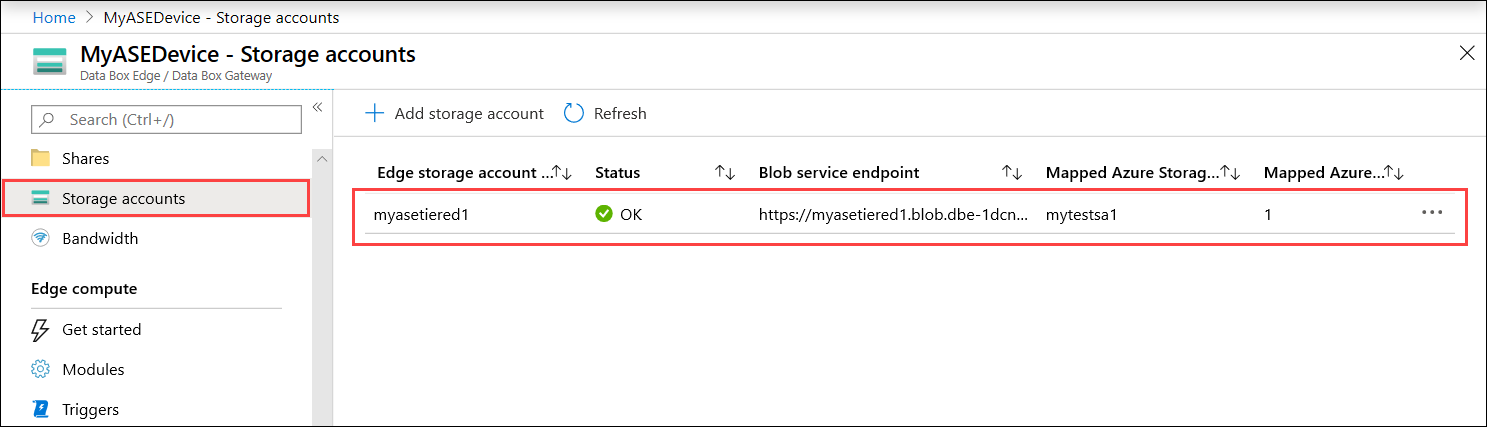 Home > MyASEDevice - Storage accounts
MyASEDevice - Storage accounts
Data Box Edge / Data Box Gateway
Search (Ctrl+/)
Shares
Storage accounts
Bandwidth
Edge compute
Get started
Modules
Triggers
Add storage account Refresh
Edge storage account ... Status Blob service endpoint Mapped Azure Storag... Mapped Azure...
myasetiered1 OK https://myasetiered1.blob.dbe-1dcn... mytestsa1 1